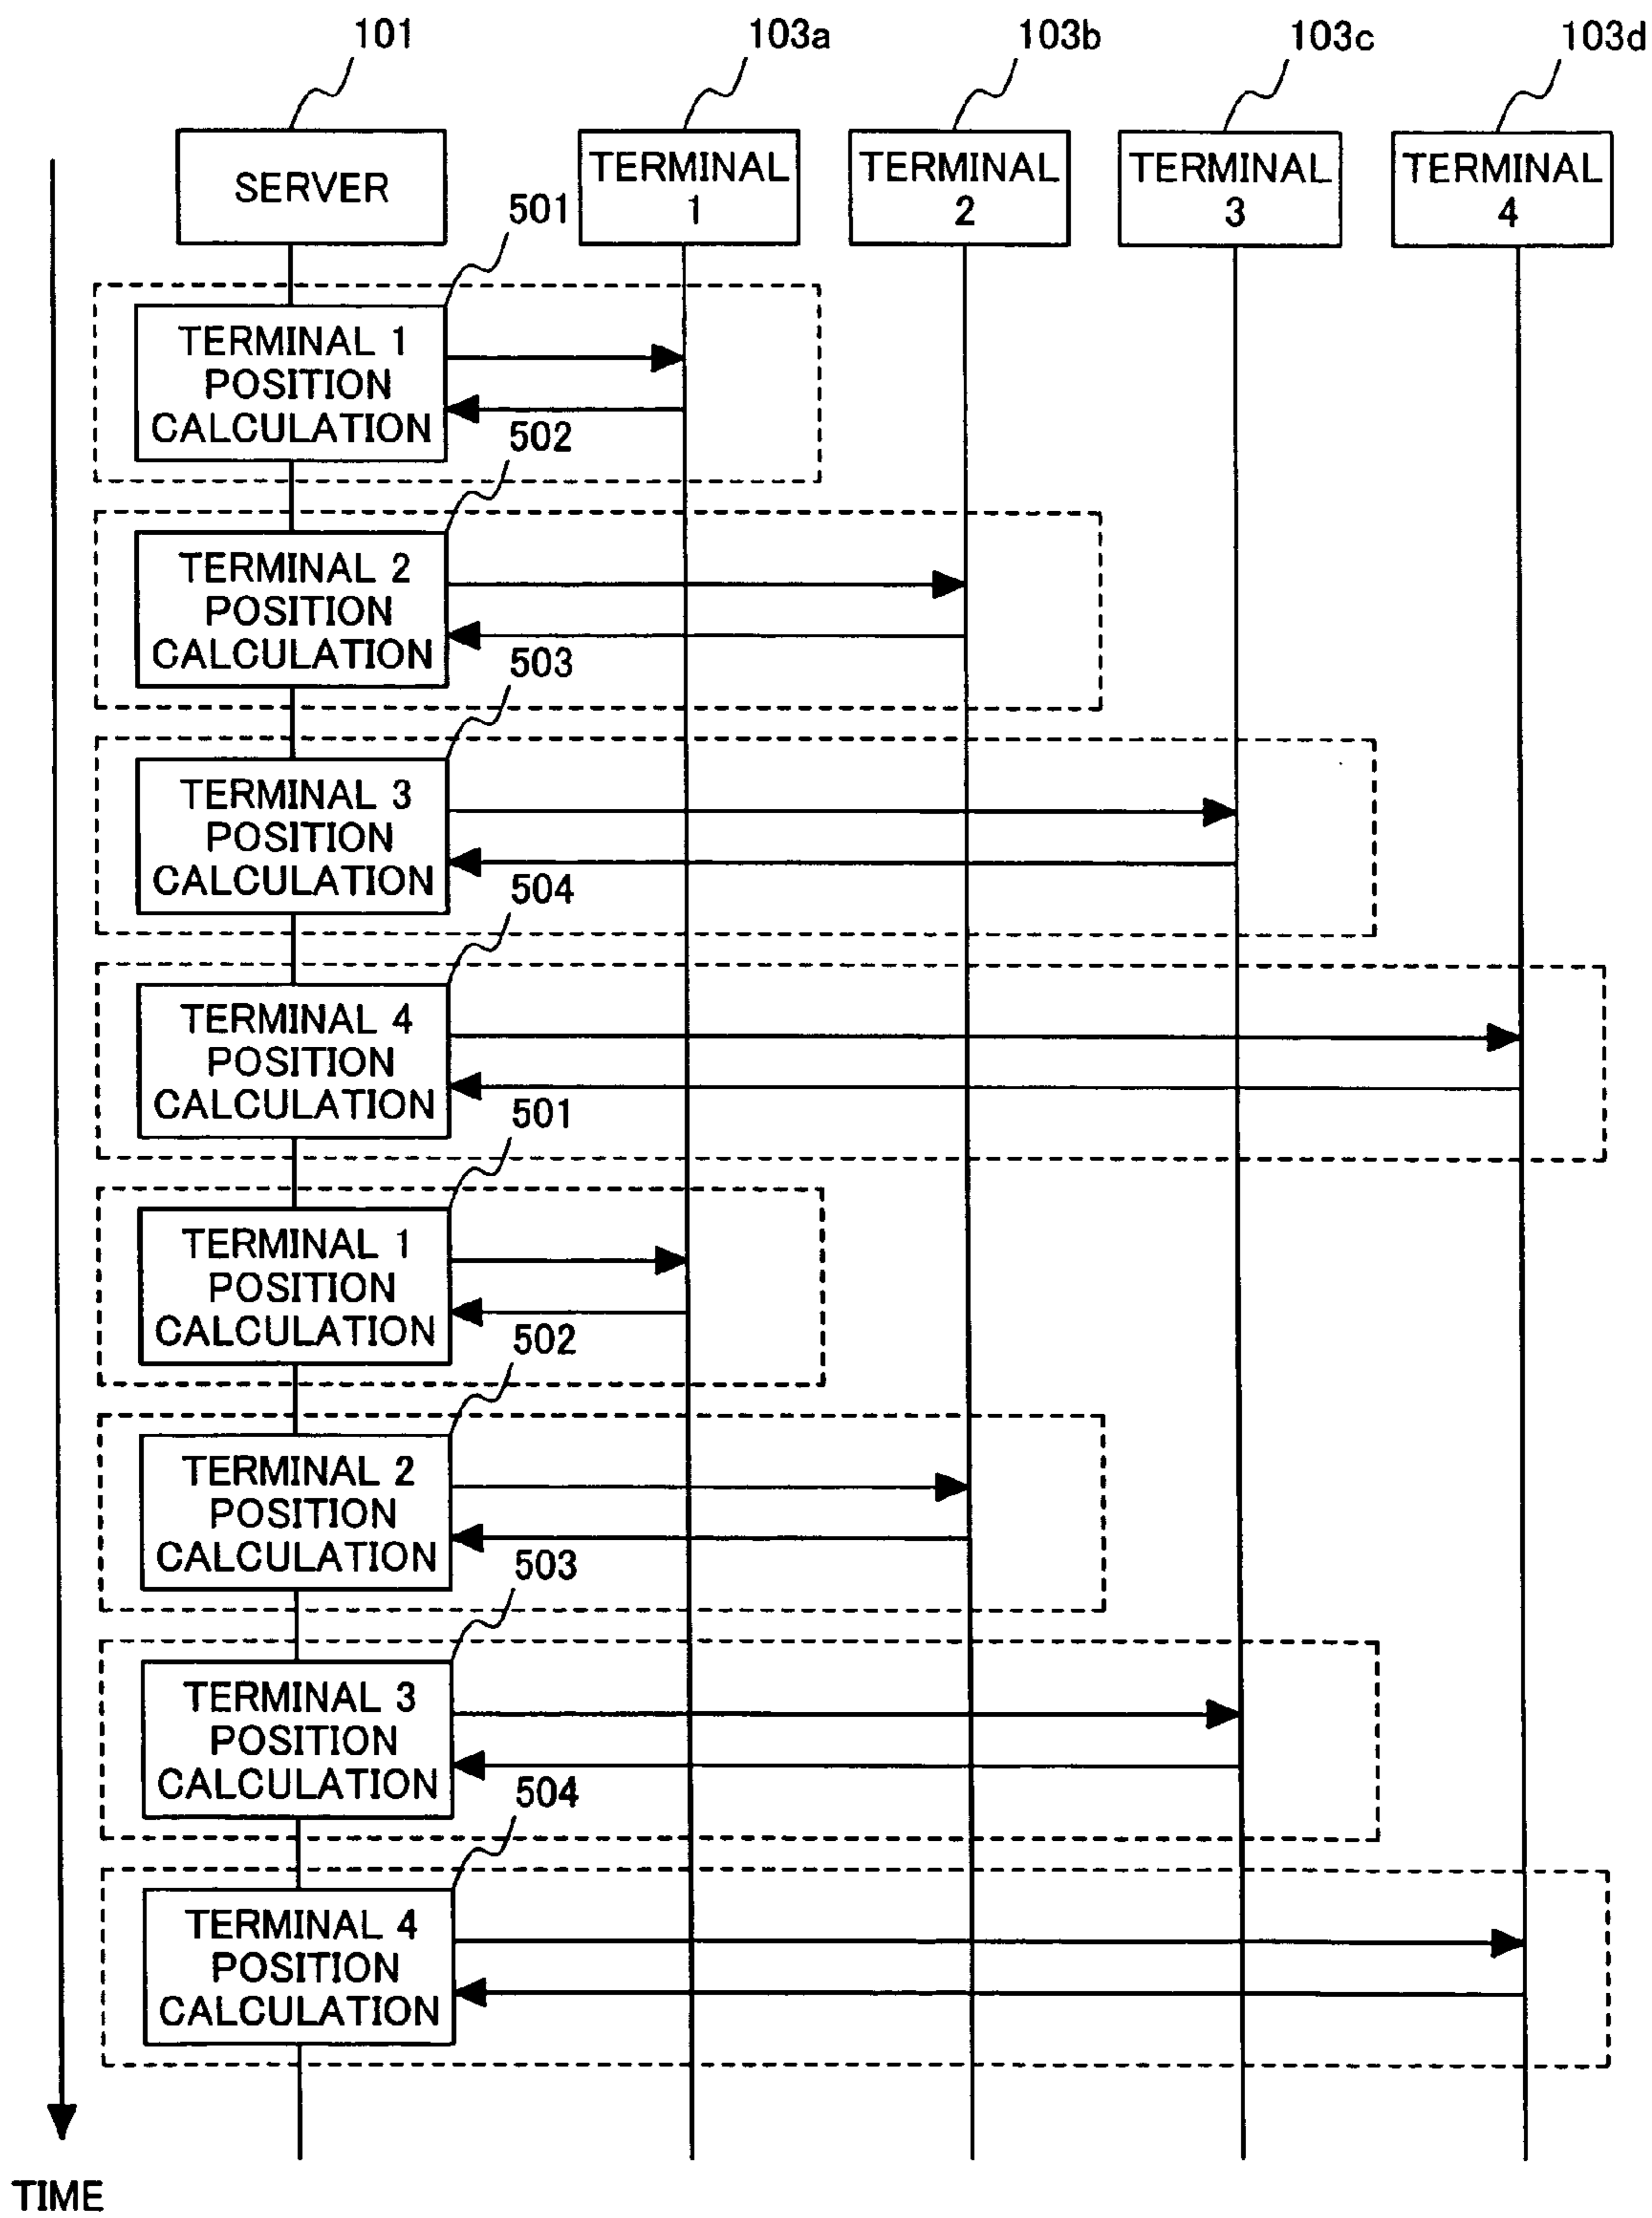 101
103a
103b
103c
103d
SERVER
TERMINAL
1
TERMINAL
2
TERMINAL
3
TERMINAL
4
501
TERMINAL 1
POSITION
CALCULATION
502
TERMINAL 2
POSITION
CALCULATION
503
TERMINAL 3
POSITION
CALCULATION
504
TERMINAL 4
POSITION
CALCULATION
501
TERMINAL 1
POSITION
CALCULATION
502
TERMINAL 2
POSITION
CALCULATION
503
TERMINAL 3
POSITION
CALCULATION
504
TERMINAL 4
POSITION
CALCULATION
TIME